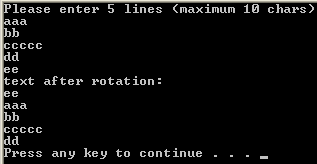 Please enter 5 lines (maximum 10 chars)
aaa
bb
ccccc
dd
ee
text after rotation:
ee
aaa
bb
ccccc
dd
Press any key to continue . . .